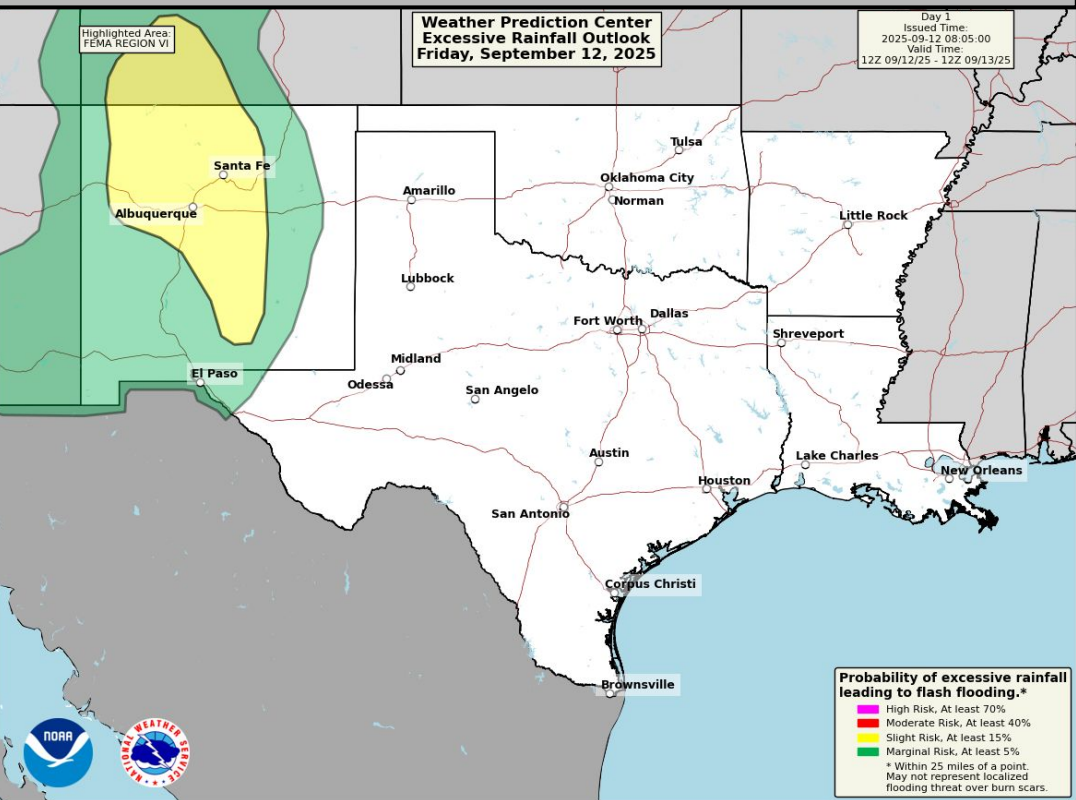 Highlighted Area:
FEMA REGION VI
Weather Prediction Center
Excessive Rainfall Outlook
Friday, September 12, 2025
Day 1
Issued Time:
2025-09-12 08:05:00
Valid Time:
12Z 09/12/25 - 12Z 09/13/25
Tulsa
Santa Fe
Oklahoma City
Amarillo
Norman
Albuquerque
Little Rock
Lubbock
Fort Worth
Dallas
Shreveport
Midland
El Paso
Odessa
San Angelo
Austin
Lake Charles
New Orleans
Houston
San Antonio
Corpus Christi
Brownsville
Probability of excessive rainfall
leading to flash flooding.*
High Risk, At least 70%
Moderate Risk, At least 40%
Slight Risk, At least 15%
Marginal Risk, At least 5%
* Within 25 miles of a point.
May not represent localized
flooding threat over burn scars.
NOAA
NATIONAL WEATHER SERVICE